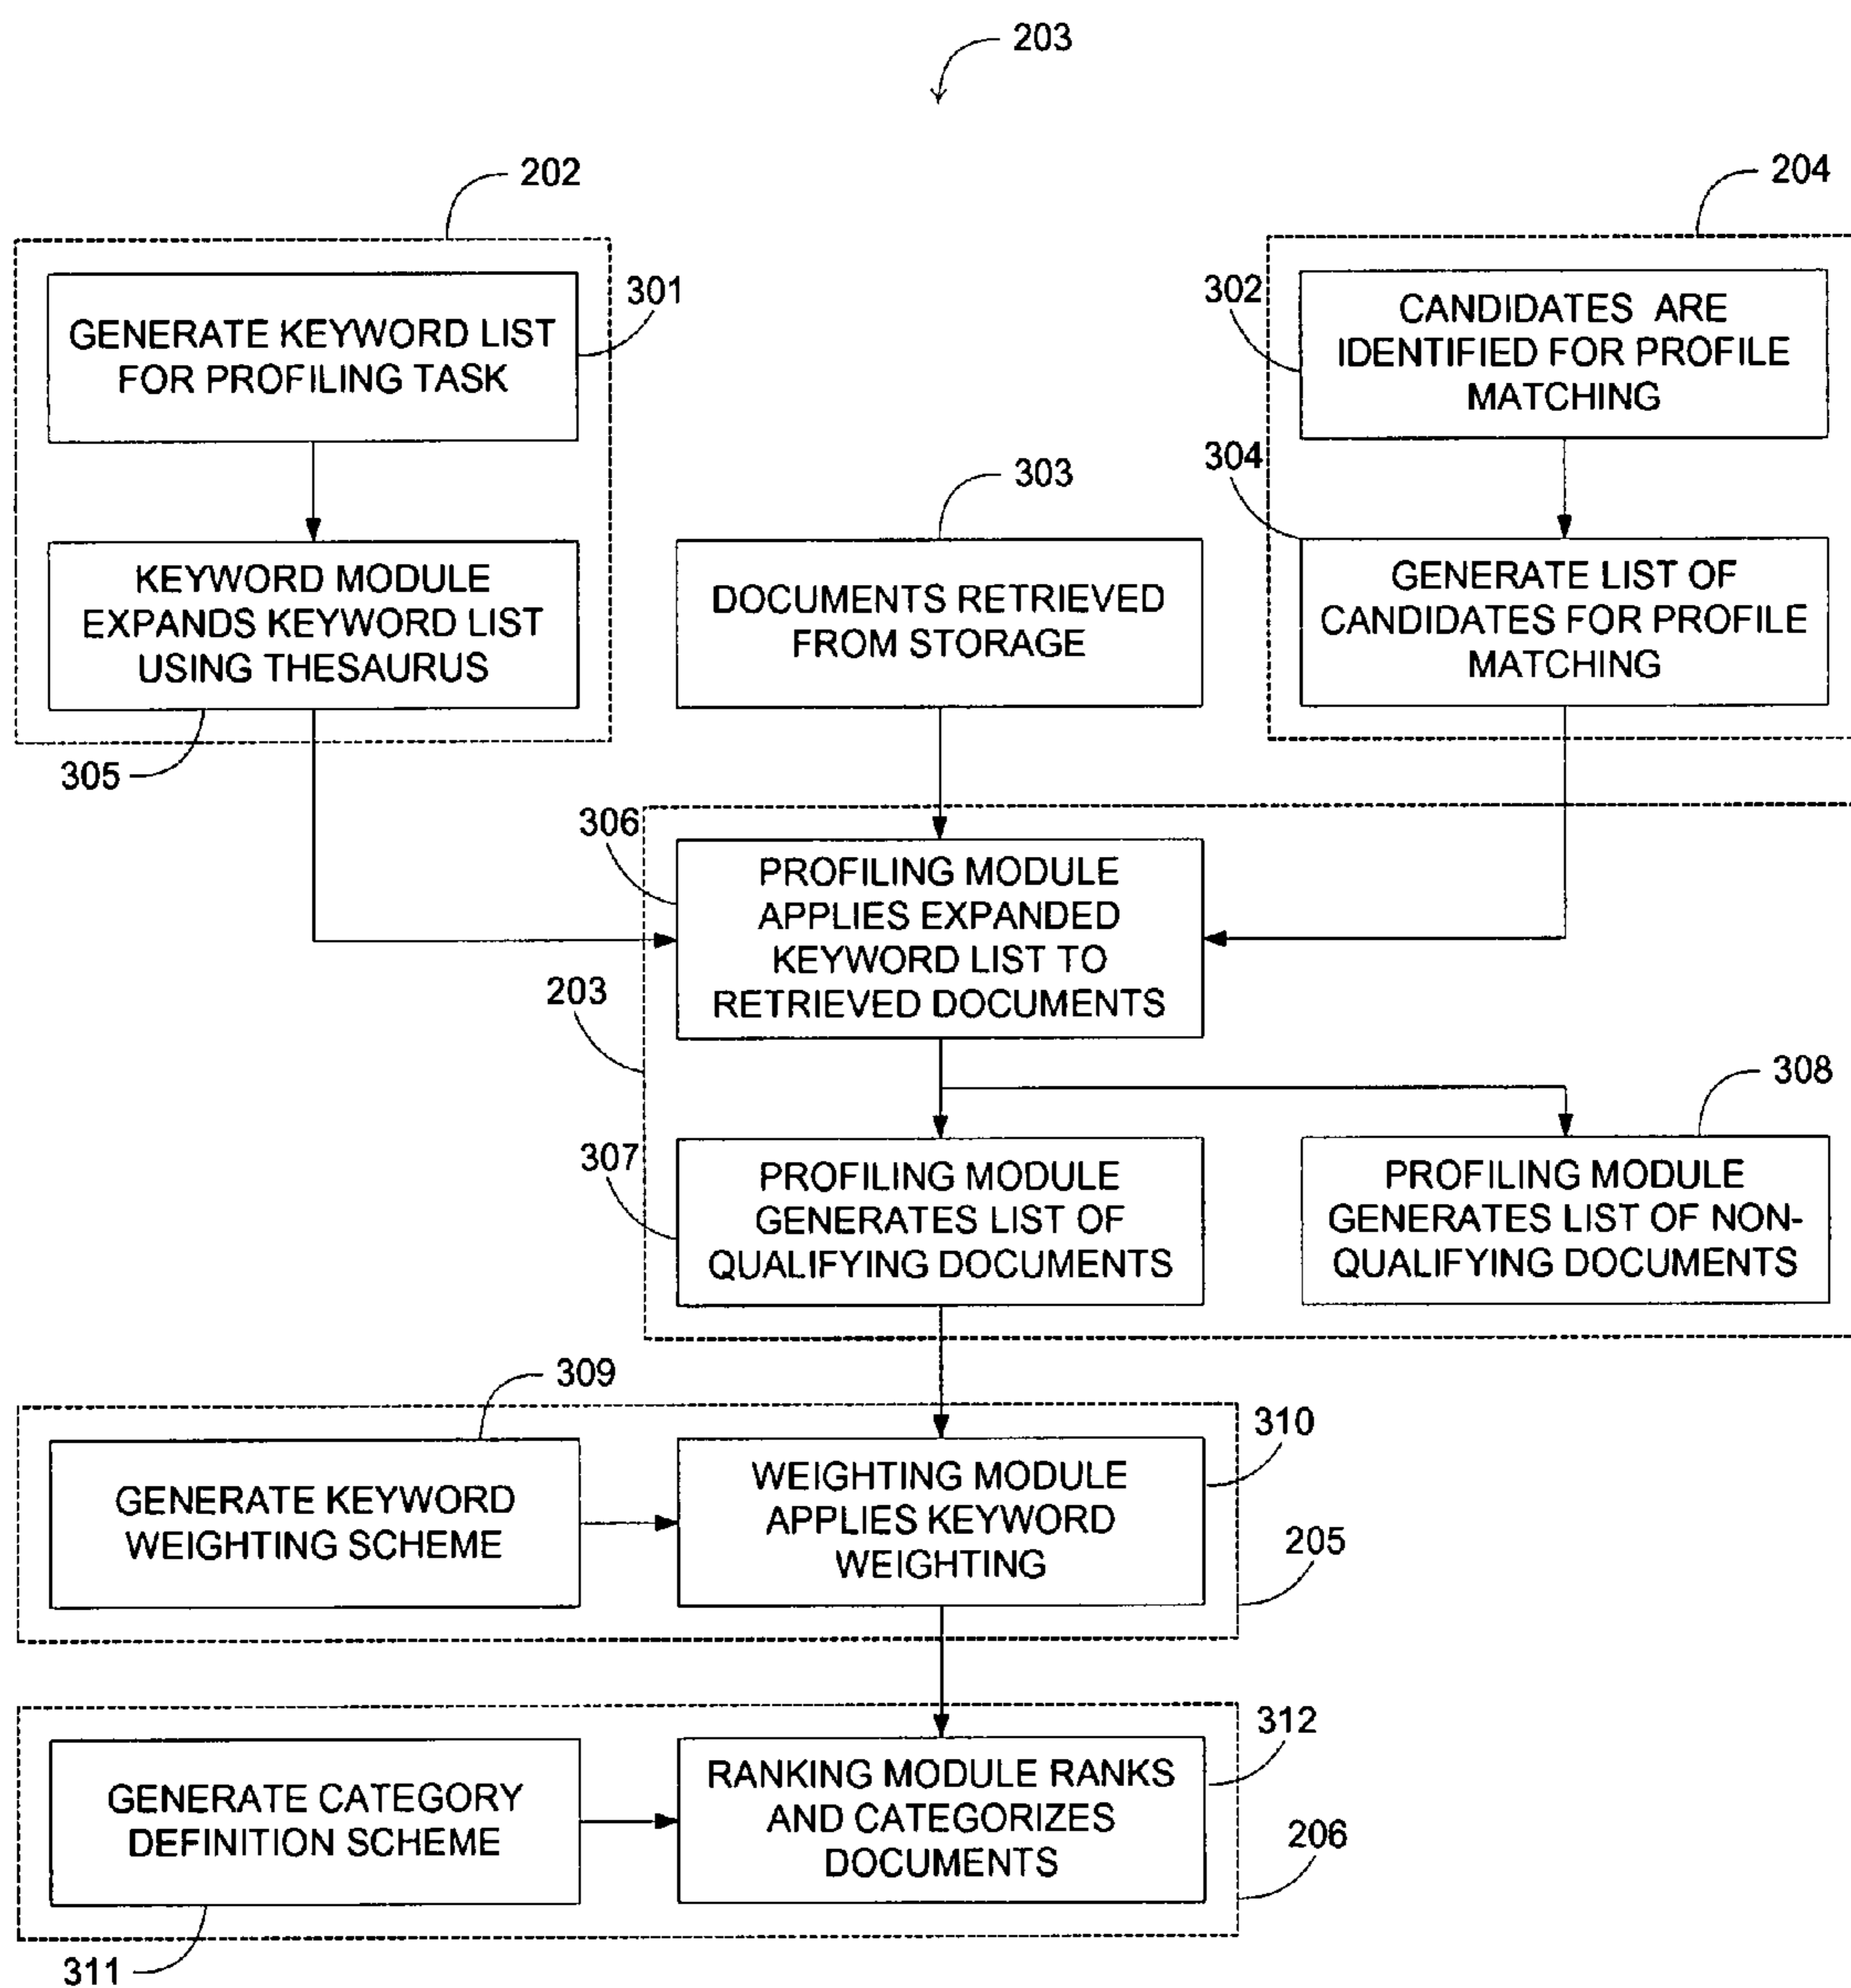 203
202
204
301
GENERATE KEYWORD LIST
FOR PROFILING TASK
302
CANDIDATES ARE
IDENTIFIED FOR PROFILE
MATCHING
303
304
KEYWORD MODULE
EXPANDS KEYWORD LIST
USING THESAURUS
305
DOCUMENTS RETRIEVED
FROM STORAGE
GENERATE LIST OF
CANDIDATES FOR PROFILE
MATCHING
306
PROFILING MODULE
APPLIES EXPANDED
KEYWORD LIST TO
RETRIEVED DOCUMENTS
203
307
PROFILING MODULE
GENERATES LIST OF
QUALIFYING DOCUMENTS
308
PROFILING MODULE
GENERATES LIST OF NON-
QUALIFYING DOCUMENTS
309
GENERATE KEYWORD
WEIGHTING SCHEME
310
WEIGHTING MODULE
APPLIES KEYWORD
WEIGHTING
205
GENERATE CATEGORY
DEFINITION SCHEME
311
312
RANKING MODULE RANKS
AND CATEGORIZES
DOCUMENTS
206